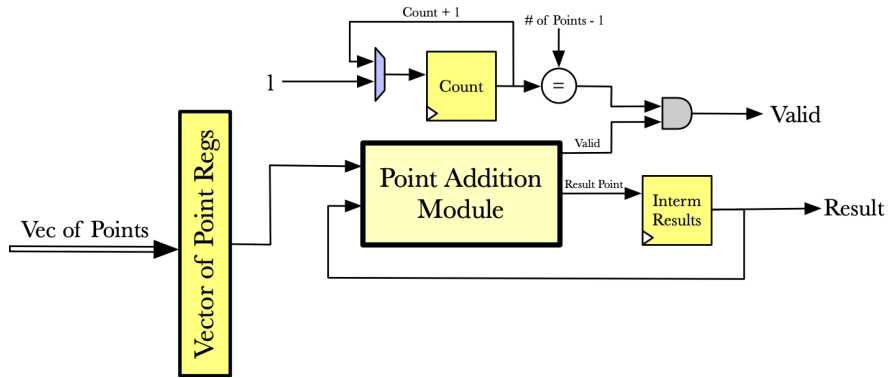 Count + 1
# of Points - 1
1
Count
=
Valid
Valid
Point Addition
Module
Result Point
Interm
Results
Result
Vec of Points
Vector of Point Regs